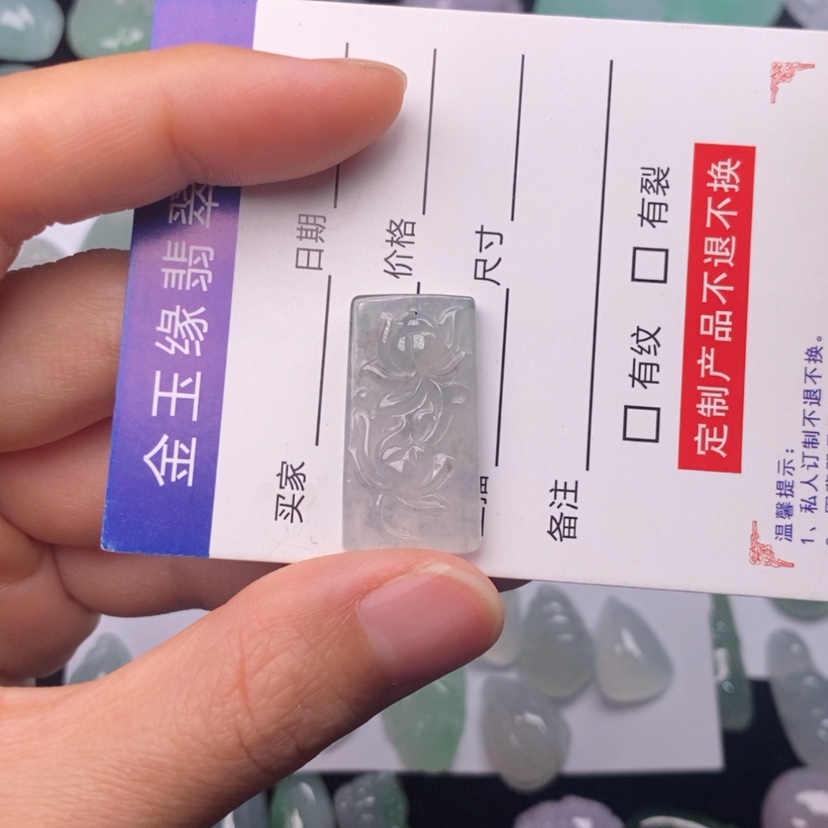 金玉缘翡翠
买家
日期
价格
尺寸
备注
□有纹 □有裂
定制产品不退不换
温馨提示：
1、私人订制不退不换。